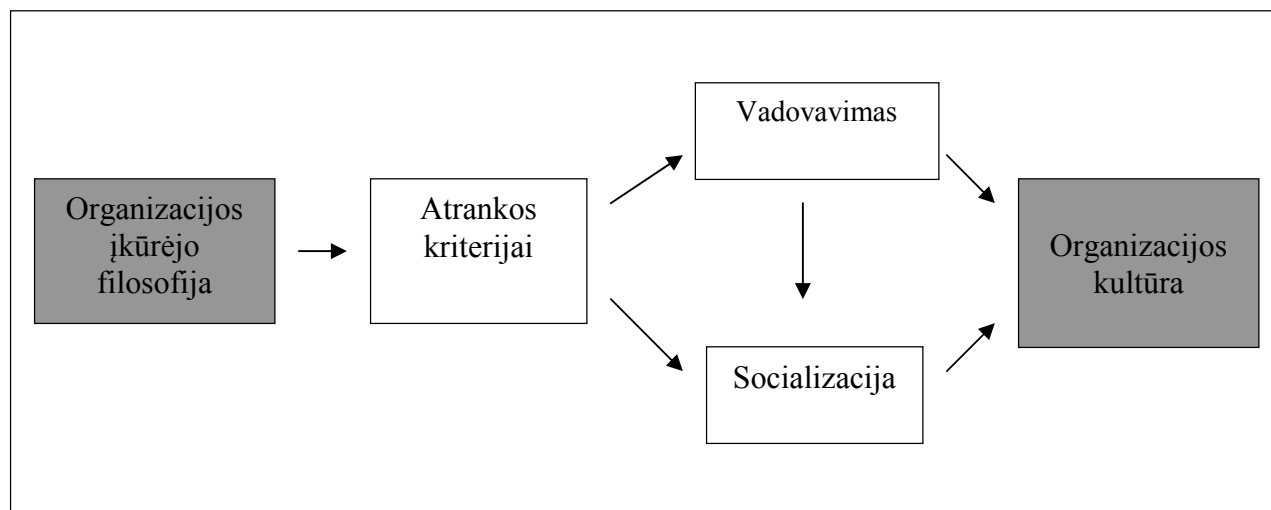 Organizacijos
įkūrėjo
filosofija
Atrankos
kriterijai
Vadovavimas
Socializacija
Organizacijos
kultūra